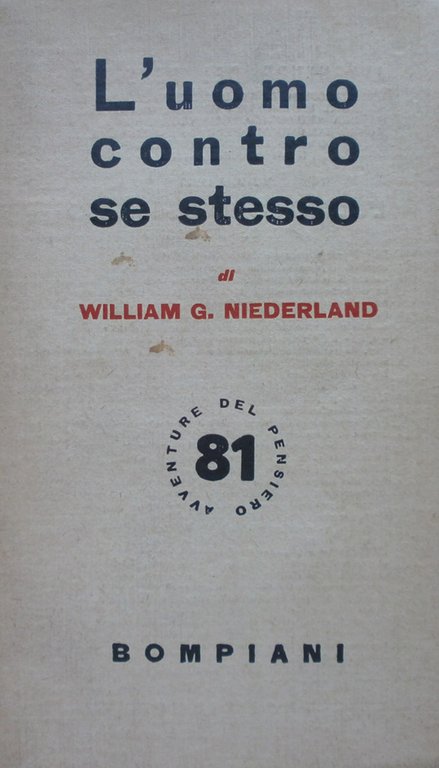 L'uomo
contro
se stesso
di
WILLIAM G. NIEDERLAND
AVVENTURE DEL PENSIERO
81
BOMPIANI